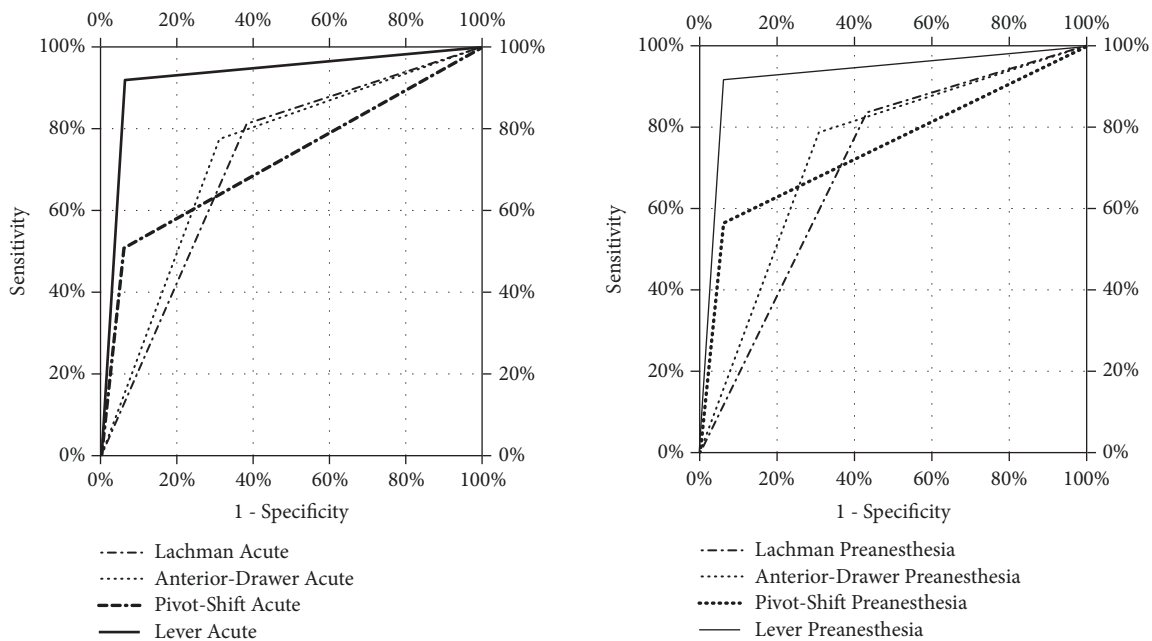 0% 20% 40% 60% 80% 100%
100% 100%
80% 80%
60% 60%
40% 40%
20% 20%
0% 0%
0% 20% 40% 60% 80% 100%
Sensitivity
1 - Specificity
Lachman Acute
Anterior-Drawer Acute
Pivot-Shift Acute
Lever Acute
0% 20% 40% 60% 80% 100%
100% 100%
80% 80%
60% 60%
40% 40%
20% 20%
0% 0%
0% 20% 40% 60% 80% 100%
Sensitivity
1 - Specificity
Lachman Preanesthesia
Anterior-Drawer Preanesthesia
Pivot-Shift Preanesthesia
Lever Preanesthesia